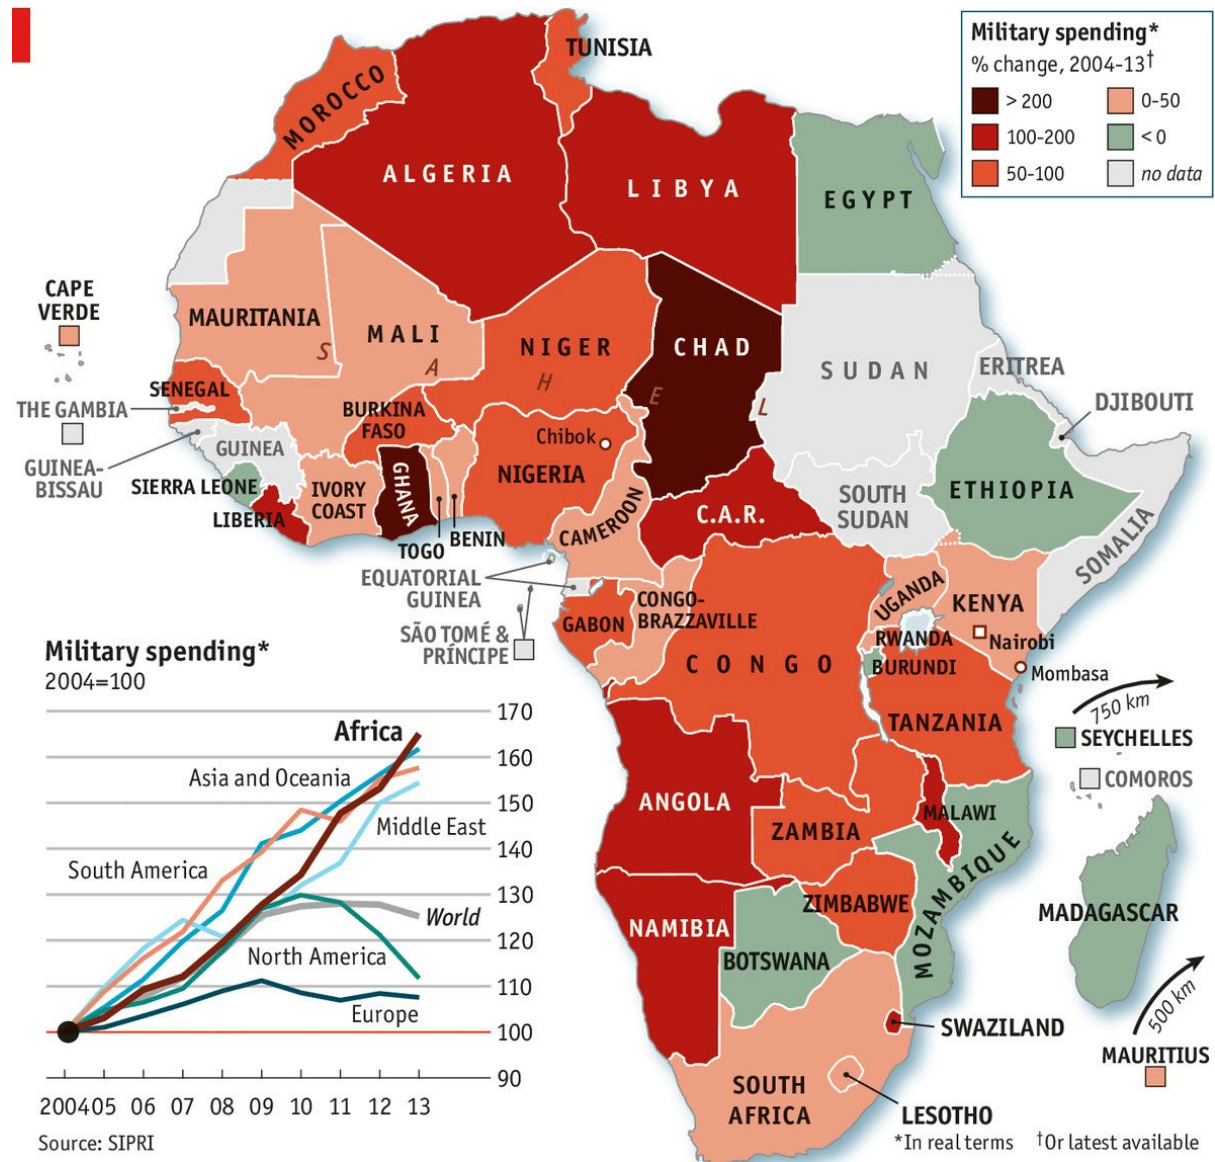 Military spending*
% change, 2004-13†
> 200
100-200
50-100
0-50
< 0
no data
TUNISIA
MOROCCO
ALGERIA
LIBYA
EGYPT
CAPE
VERDE
MAURITANIA
MALI
NIGER
CHAD
SUDAN
ERITREA
S A H E L
SENEGAL
THE GAMBIA
GUINEA-
BISSAU
GUINEA
SIERRA LEONE
LIBERIA
IVORY
COAST
BURKINA
FASO
GHANA
TOGO
BENIN
Chibok
NIGERIA
CAMEROON
C.A.R.
SOUTH
SUDAN
ETHIOPIA
DJIBOUTI
SOMALIA
EQUATORIAL
GUINEA
SÃO TOMÉ &
PRÍNCIPE
GABON
CONGO-
BRAZZAVILLE
CONGO
UGANDA
KENYA
RWANDA
Nairobi
BURUNDI
Mombasa
TANZANIA
750 km
SEYCHELLES
COMOROS
ANGOLA
ZAMBIA
MALAWI
MOZAMBIQUE
ZIMBABWE
NAMIBIA
BOTSWANA
MADAGASCAR
500 km
MAURITIUS
SWAZILAND
SOUTH
AFRICA
LESOTHO
Military spending*
2004=100
170
160
150
140
130
120
110
100
90
Africa
Asia and Oceania
Middle East
South America
World
North America
Europe
2004 05 06 07 08 09 10 11 12 13
Source: SIPRI
*In real terms †Or latest available